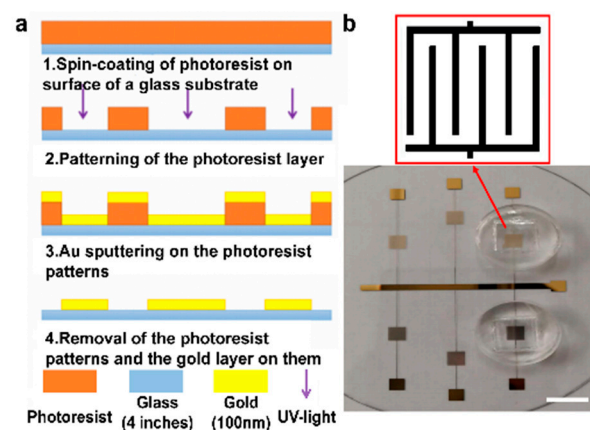 a
1.Spin-coating of photoresist on
surface of a glass substrate
2.Patterning of the photoresist layer
3.Au sputtering on the photoresist
patterns
4.Removal of the photoresist
patterns and the gold layer on them
Photoresist
Glass
(4 inches)
Gold
(100nm)
UV-light
b